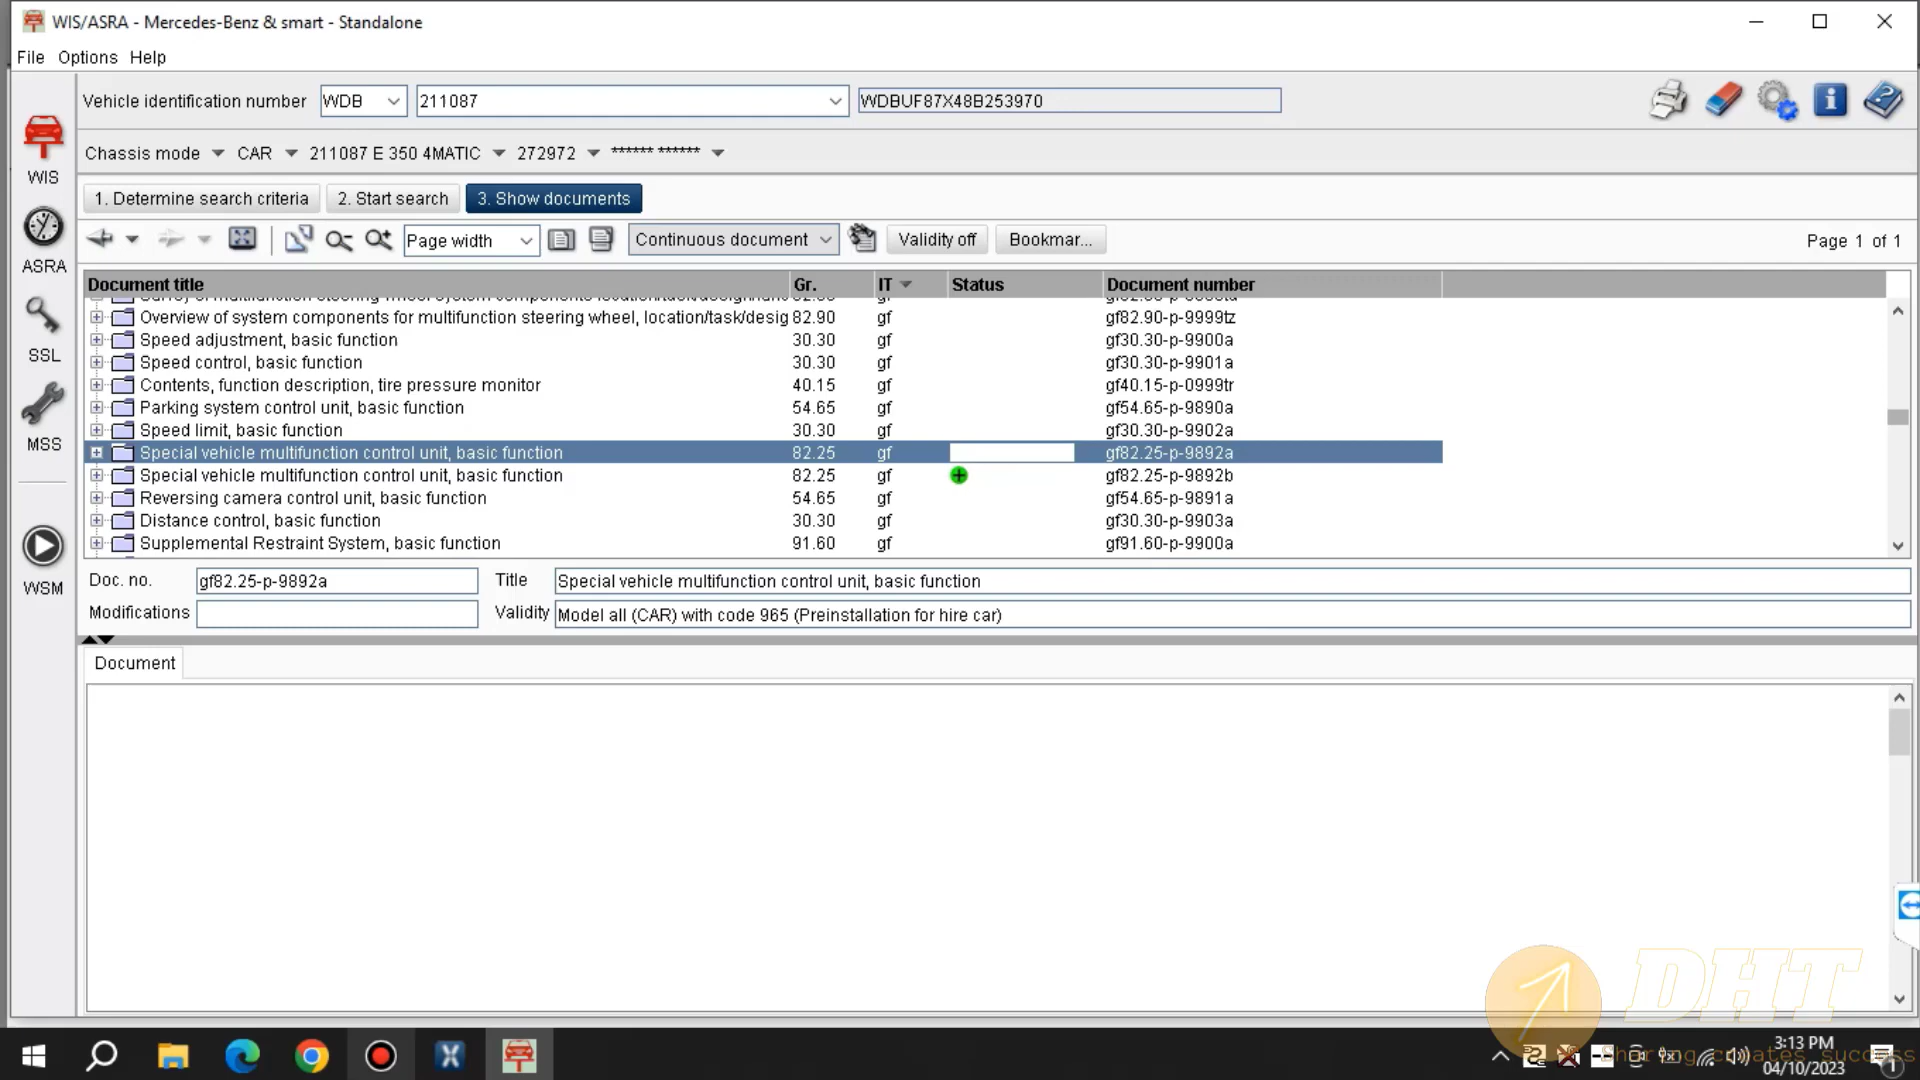 WIS/ASRA - Mercedes-Benz & smart - Standalone
File Options Help
Vehicle identification number WDB 211087 WDBUF87X48B253970
Chassis mode CAR 211087 E 350 4MATIC 272972 ****** ******
WIS
1. Determine search criteria 2. Start search 3. Show documents
Page width Continuous document Validity off Bookmar... Page 1 of 1
ASRA
Document title Gr. IT Status Document number
Overview of system components for multifunction steering wheel, location/task/desig 82.90 gf gf82.90-p-9999tz
Speed adjustment, basic function 30.30 gf gf30.30-p-9900a
SSL
Speed control, basic function 30.30 gf gf30.30-p-9901a
Contents, function description, tire pressure monitor 40.15 gf gf40.15-p-0999tr
Parking system control unit, basic function 54.65 gf gf54.65-p-9890a
Speed limit, basic function 30.30 gf gf30.30-p-9902a
MSS
Special vehicle multifunction control unit, basic function 82.25 gf gf82.25-p-9892a
Special vehicle multifunction control unit, basic function 82.25 gf gf82.25-p-9892b
Reversing camera control unit, basic function 54.65 gf gf54.65-p-9891a
Distance control, basic function 30.30 gf gf30.30-p-9903a
Supplemental Restraint System, basic function 91.60 gf gf91.60-p-9900a
Doc. no. gf82.25-p-9892a Title Special vehicle multifunction control unit, basic function
WSM
Modifications Validity Model all (CAR) with code 965 (Preinstallation for hire car)
Document
DHT
Sharing creates success
3:13 PM
04/10/2023
1